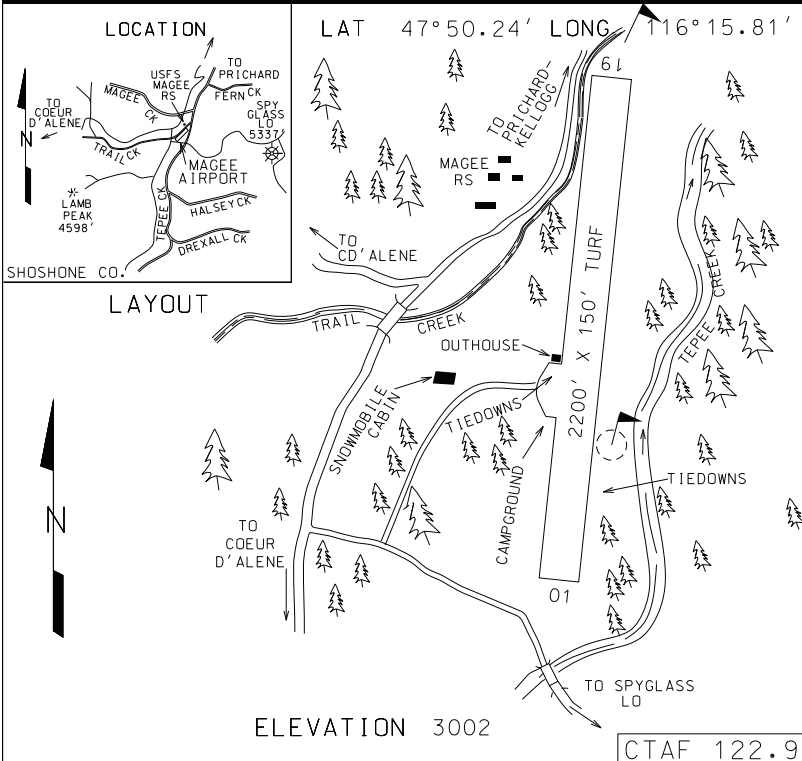 LOCATION
LAT 47°50.24' LONG 116°15.81'
TO
PRICHARD
USFS
MAGEE
RS
MAGEE CK
FERN CK
TO
COEUR
D'ALENE
SPY
GLASS
LO
5337'
N
TRAIL CK
MAGEE
AIRPORT
LAMB
PEAK
4598'
TEPEE CK
HALSEY CK
DREXALL CK
SHOSHONE CO.
LAYOUT
19
TO
PRICHARD-
KELLOGG
MAGEE
RS
TO
CD'ALENE
TRAIL CREEK
TEPEE CREEK
2200' X 150' TURF
OUTHOUSE
SNOWMOBILE
CABIN
TIEDOWNS
CAMPGROUND
TIEDOWNS
N
TO
COEUR
D'ALENE
01
TO SPYGLASS
LO
ELEVATION 3002
CTAF 122.9